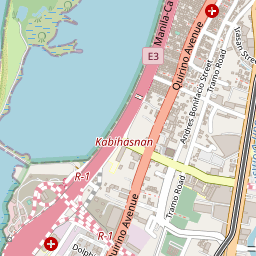 Manila-Ca
Quirino Avenue
E3
Tramo Road
Andres Bonifacio Street
Irasan Street
Kabihasnan
R-1
Tramo Road
Quirino Avenue
R-1
Dolph